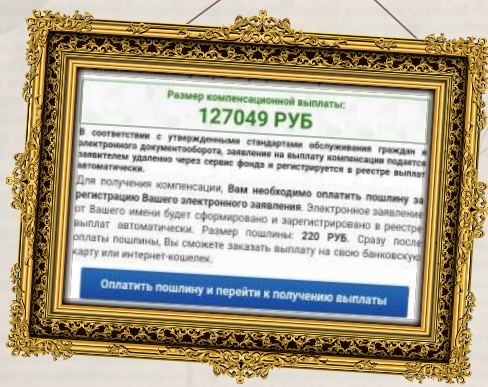 Размер компенсационной выплаты:
127049 РУБ
В соответствии с утвержденными стандартами обслуживания граждан и
электронного документооборота, заявление на выплату компенсации подается
заявителем удаленно через сервис фонда и регистрируется в реестре выплат
автоматически.
Для получения компенсации, Вам необходимо оплатить пошлину за
регистрацию Вашего электронного заявления. Электронное заявление
от Вашего имени будет сформировано и зарегистрировано в реестре
выплат автоматически. Размер пошлины: 220 РУБ. Сразу после
оплаты пошлины, Вы сможете заказать выплату на свою банковскую
карту или интернет-кошелек.
Оплатить пошлину и перейти к получению выплаты